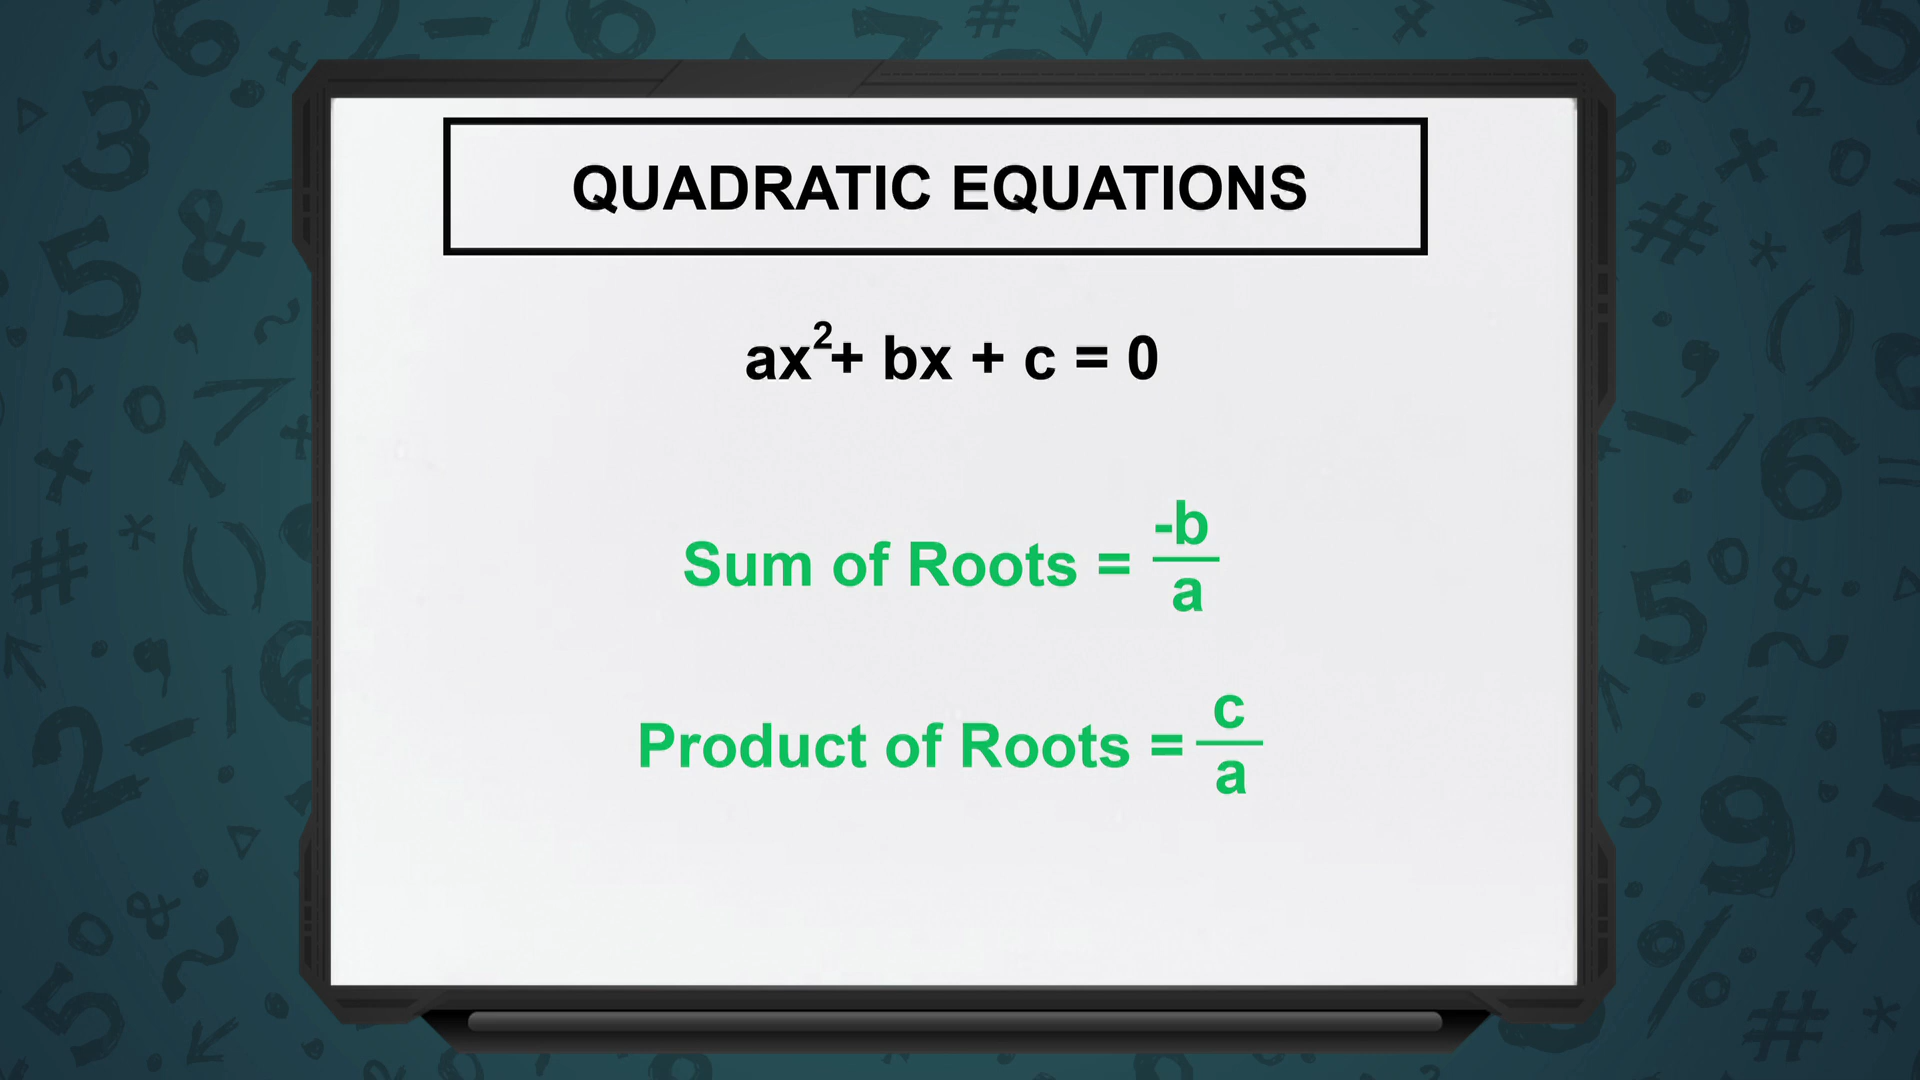 QUADRATIC EQUATIONS
ax²+ bx + c = 0
Sum of Roots = -b/a
Product of Roots = c/a